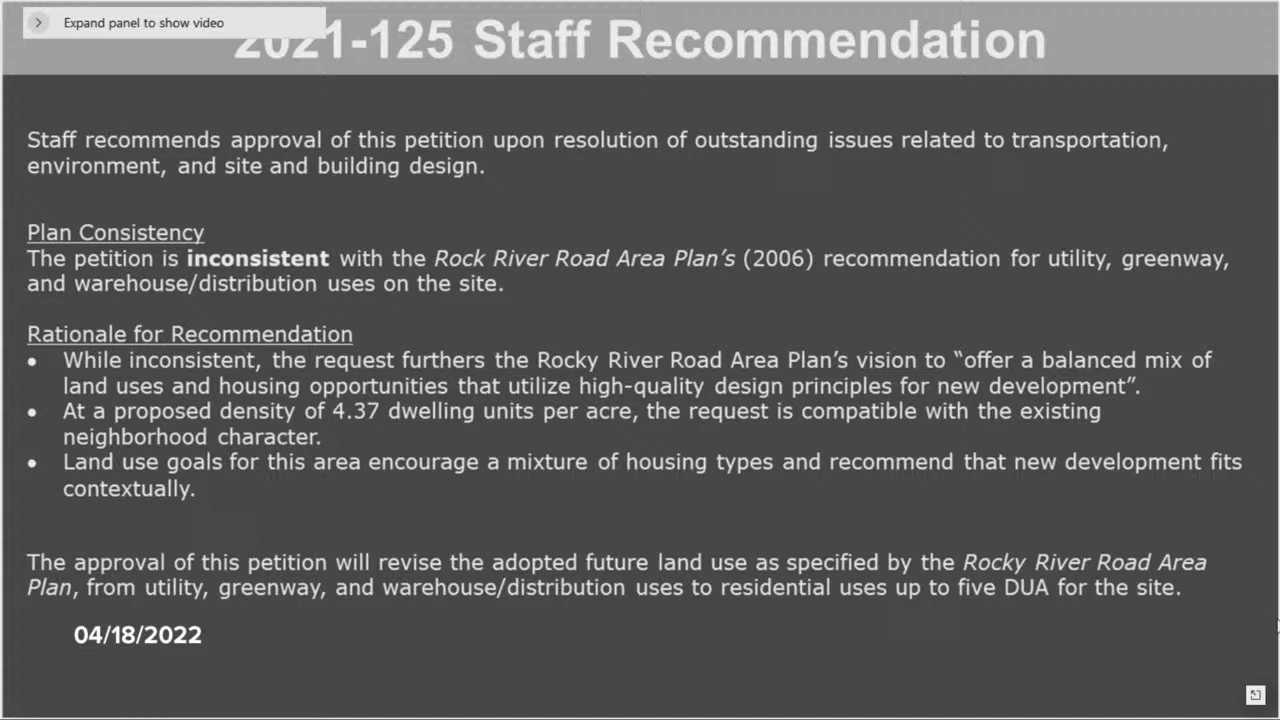 Expand panel to show video
2021-125 Staff Recommendation
Staff recommends approval of this petition upon resolution of outstanding issues related to transportation,
environment, and site and building design.
Plan Consistency
The petition is inconsistent with the Rock River Road Area Plan's (2006) recommendation for utility, greenway,
and warehouse/distribution uses on the site.
Rationale for Recommendation
• While inconsistent, the request furthers the Rocky River Road Area Plan's vision to “offer a balanced mix of
land uses and housing opportunities that utilize high-quality design principles for new development”.
• At a proposed density of 4.37 dwelling units per acre, the request is compatible with the existing
neighborhood character.
• Land use goals for this area encourage a mixture of housing types and recommend that new development fits
contextually.
The approval of this petition will revise the adopted future land use as specified by the Rocky River Road Area
Plan, from utility, greenway, and warehouse/distribution uses to residential uses up to five DUA for the site.
04/18/2022